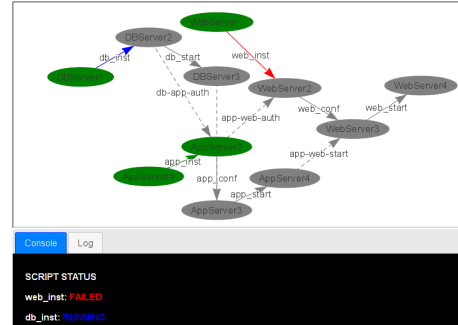 WebServer1
DBServer2
db_inst
db_start
web_inst
DBServer1
DBServer3
WebServer2
WebServer4
db-app-auth
web_conf
web_start
app-web-auth
WebServer3
AppServer2
app-web-start
app_inst
AppServer1
app_conf
AppServer4
app_start
AppServer3
Console Log
SCRIPT STATUS
web_inst: FAILED
db_inst: RUNNING